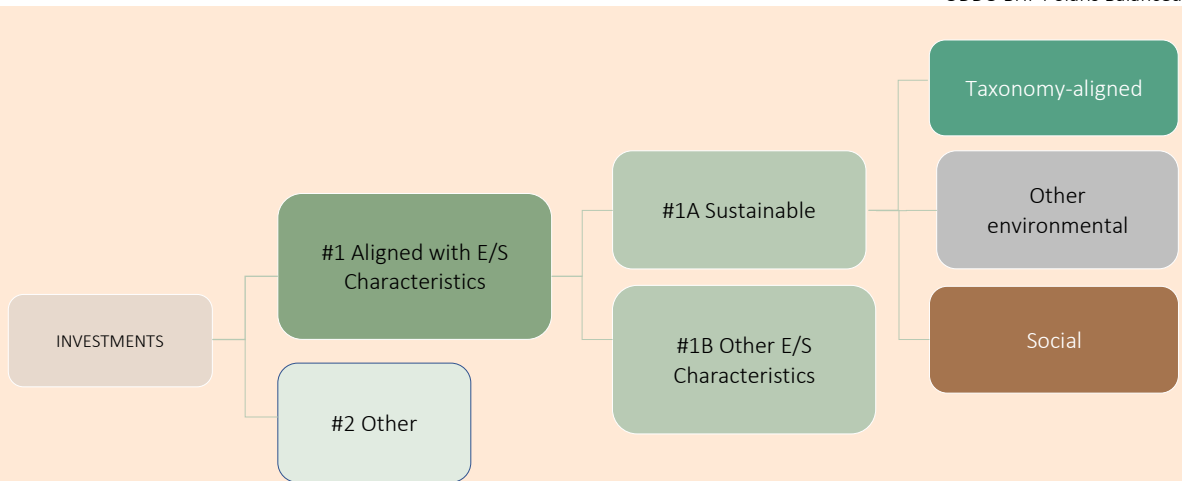 Taxonomy-aligned
#1A Sustainable
Other
environmental
#1 Aligned with E/S
Characteristics
INVESTMENTS
#1B Other E/S
Characteristics
Social
#2 Other